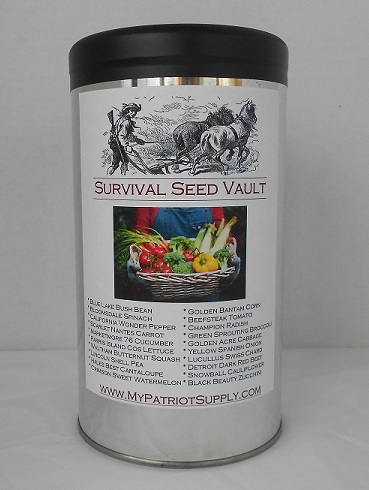 SURVIVAL SEED VAULT
*BLUE LAKE BUSH BEAN
*BLOOMSDALE SPINACH
*CALIFORNIA WONDER PEPPER
*SCARLET NANTES CARROT
*MARKETMORE 76 CUCUMBER
*PARRIS ISLAND COS LETTUCE
*WALTHAM BUTTERNUT SQUASH
*LINCOLN SHELL PEA
*HALES BEST CANTALOUPE
*CRIMSON SWEET WATERMELON
* GOLDEN BANTAM CORN
* BEEFSTEAK TOMATO
* CHAMPION RADISH
* GREEN SPROUTING BROCCOLI
* GOLDEN ACRE CABBAGE
* YELLOW SPANISH ONION
* LUCULLUS SWISS CHARD
* DETROIT DARK RED BEET
* SNOWBALL CAULIFLOWER
* BLACK BEAUTY ZUCCHINI
WWW.MYPATRIOTSUPPLY.COM